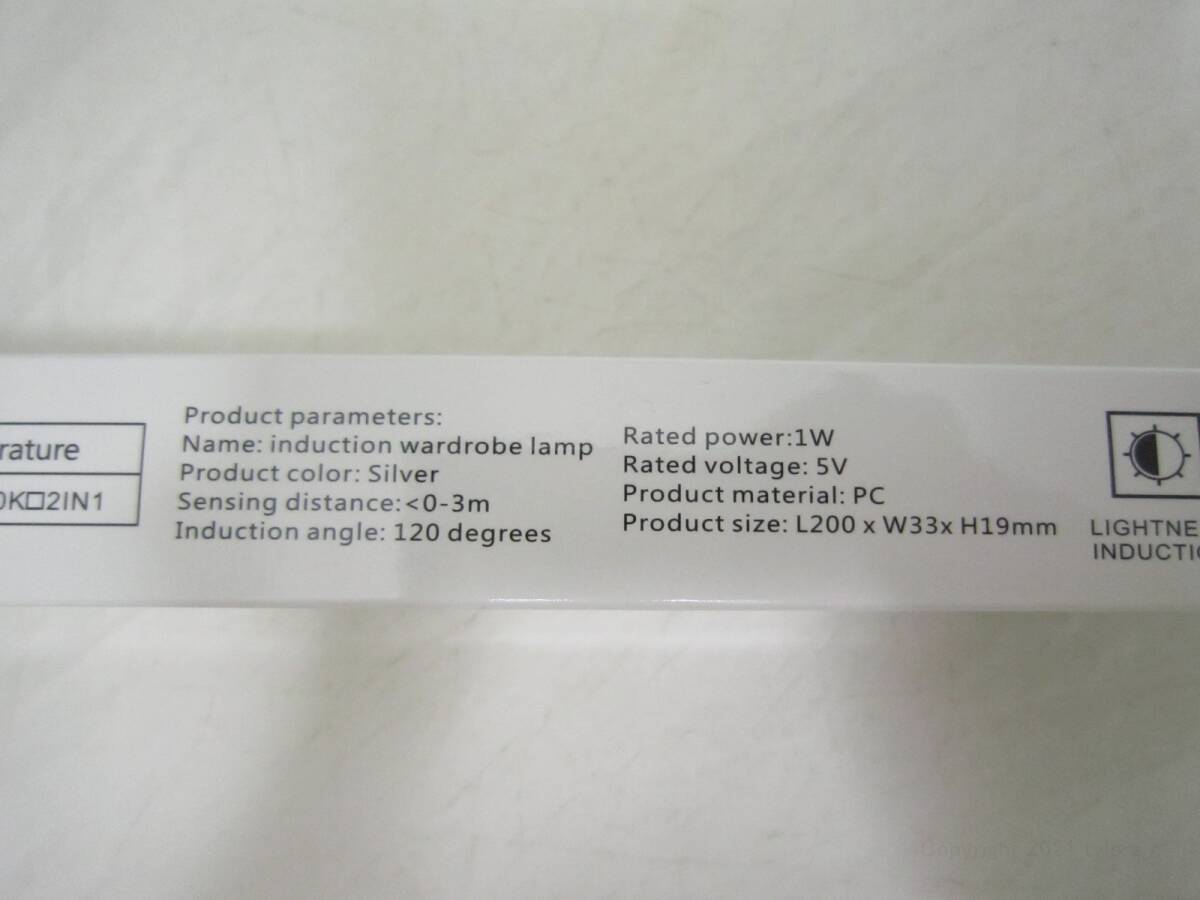 rature
0K□2IN1
Product parameters:
Name: induction wardrobe lamp
Product color: Silver
Sensing distance:<0-3m
Induction angle: 120 degrees
Rated power:1W
Rated voltage: 5V
Product material: PC
Product size: L200 x W33x H19mm
LIGHTNE
INDUCTIO